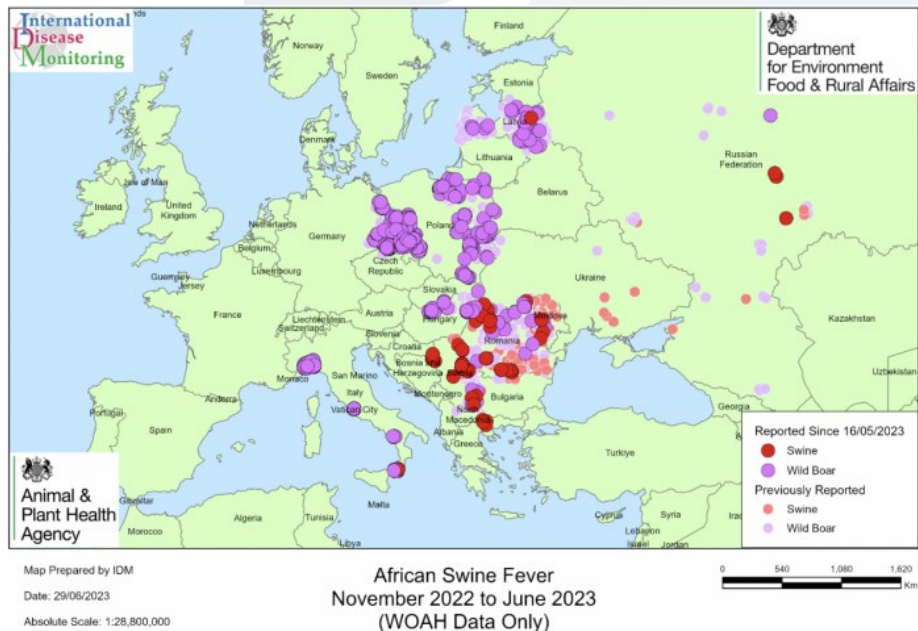 International
Disease
Monitoring
Department
for Environment
Food & Rural Affairs
Finland
Norway
Sweden
Estonia
Latvia
Russian
Federation
Denmark
Lithuania
Isle of Man
Belarus
Ireland
United
Kingdom
Netherlands
Poland
Germany
Belgium
Czech
Republic
Luxembourg
Ukraine
Guernsey
Jersey
Slovakia
France
Austria
Hungary
Moldova
Kazakhstan
Liechtenstein
Switzerland
Slovenia
Romania
Croatia
Bosnia and
Herzegovina
Serbia
Monaco
San Marino
Uzbekistan
Italy
Montenegro
Bulgaria
Andorra
Georgia
Portugal
Vatican City
North
Macedonia
Spain
Albania
Greece
Turkiye
Reported Since 16/05/2023
Swine
Wild Boar
Previously Reported
Swine
Wild Boar
Animal &
Plant Health
Agency
Gibraltar
Malta
Algeria
Tunisia
Morocco
Cyprus
Syria
Lebanon
Israel
Jordan
Libya
Map Prepared by IDM
Date: 29/06/2023
Absolute Scale: 1:28,800,000
African Swine Fever
November 2022 to June 2023
(WOAH Data Only)
0 540 1,080 1,620
Km